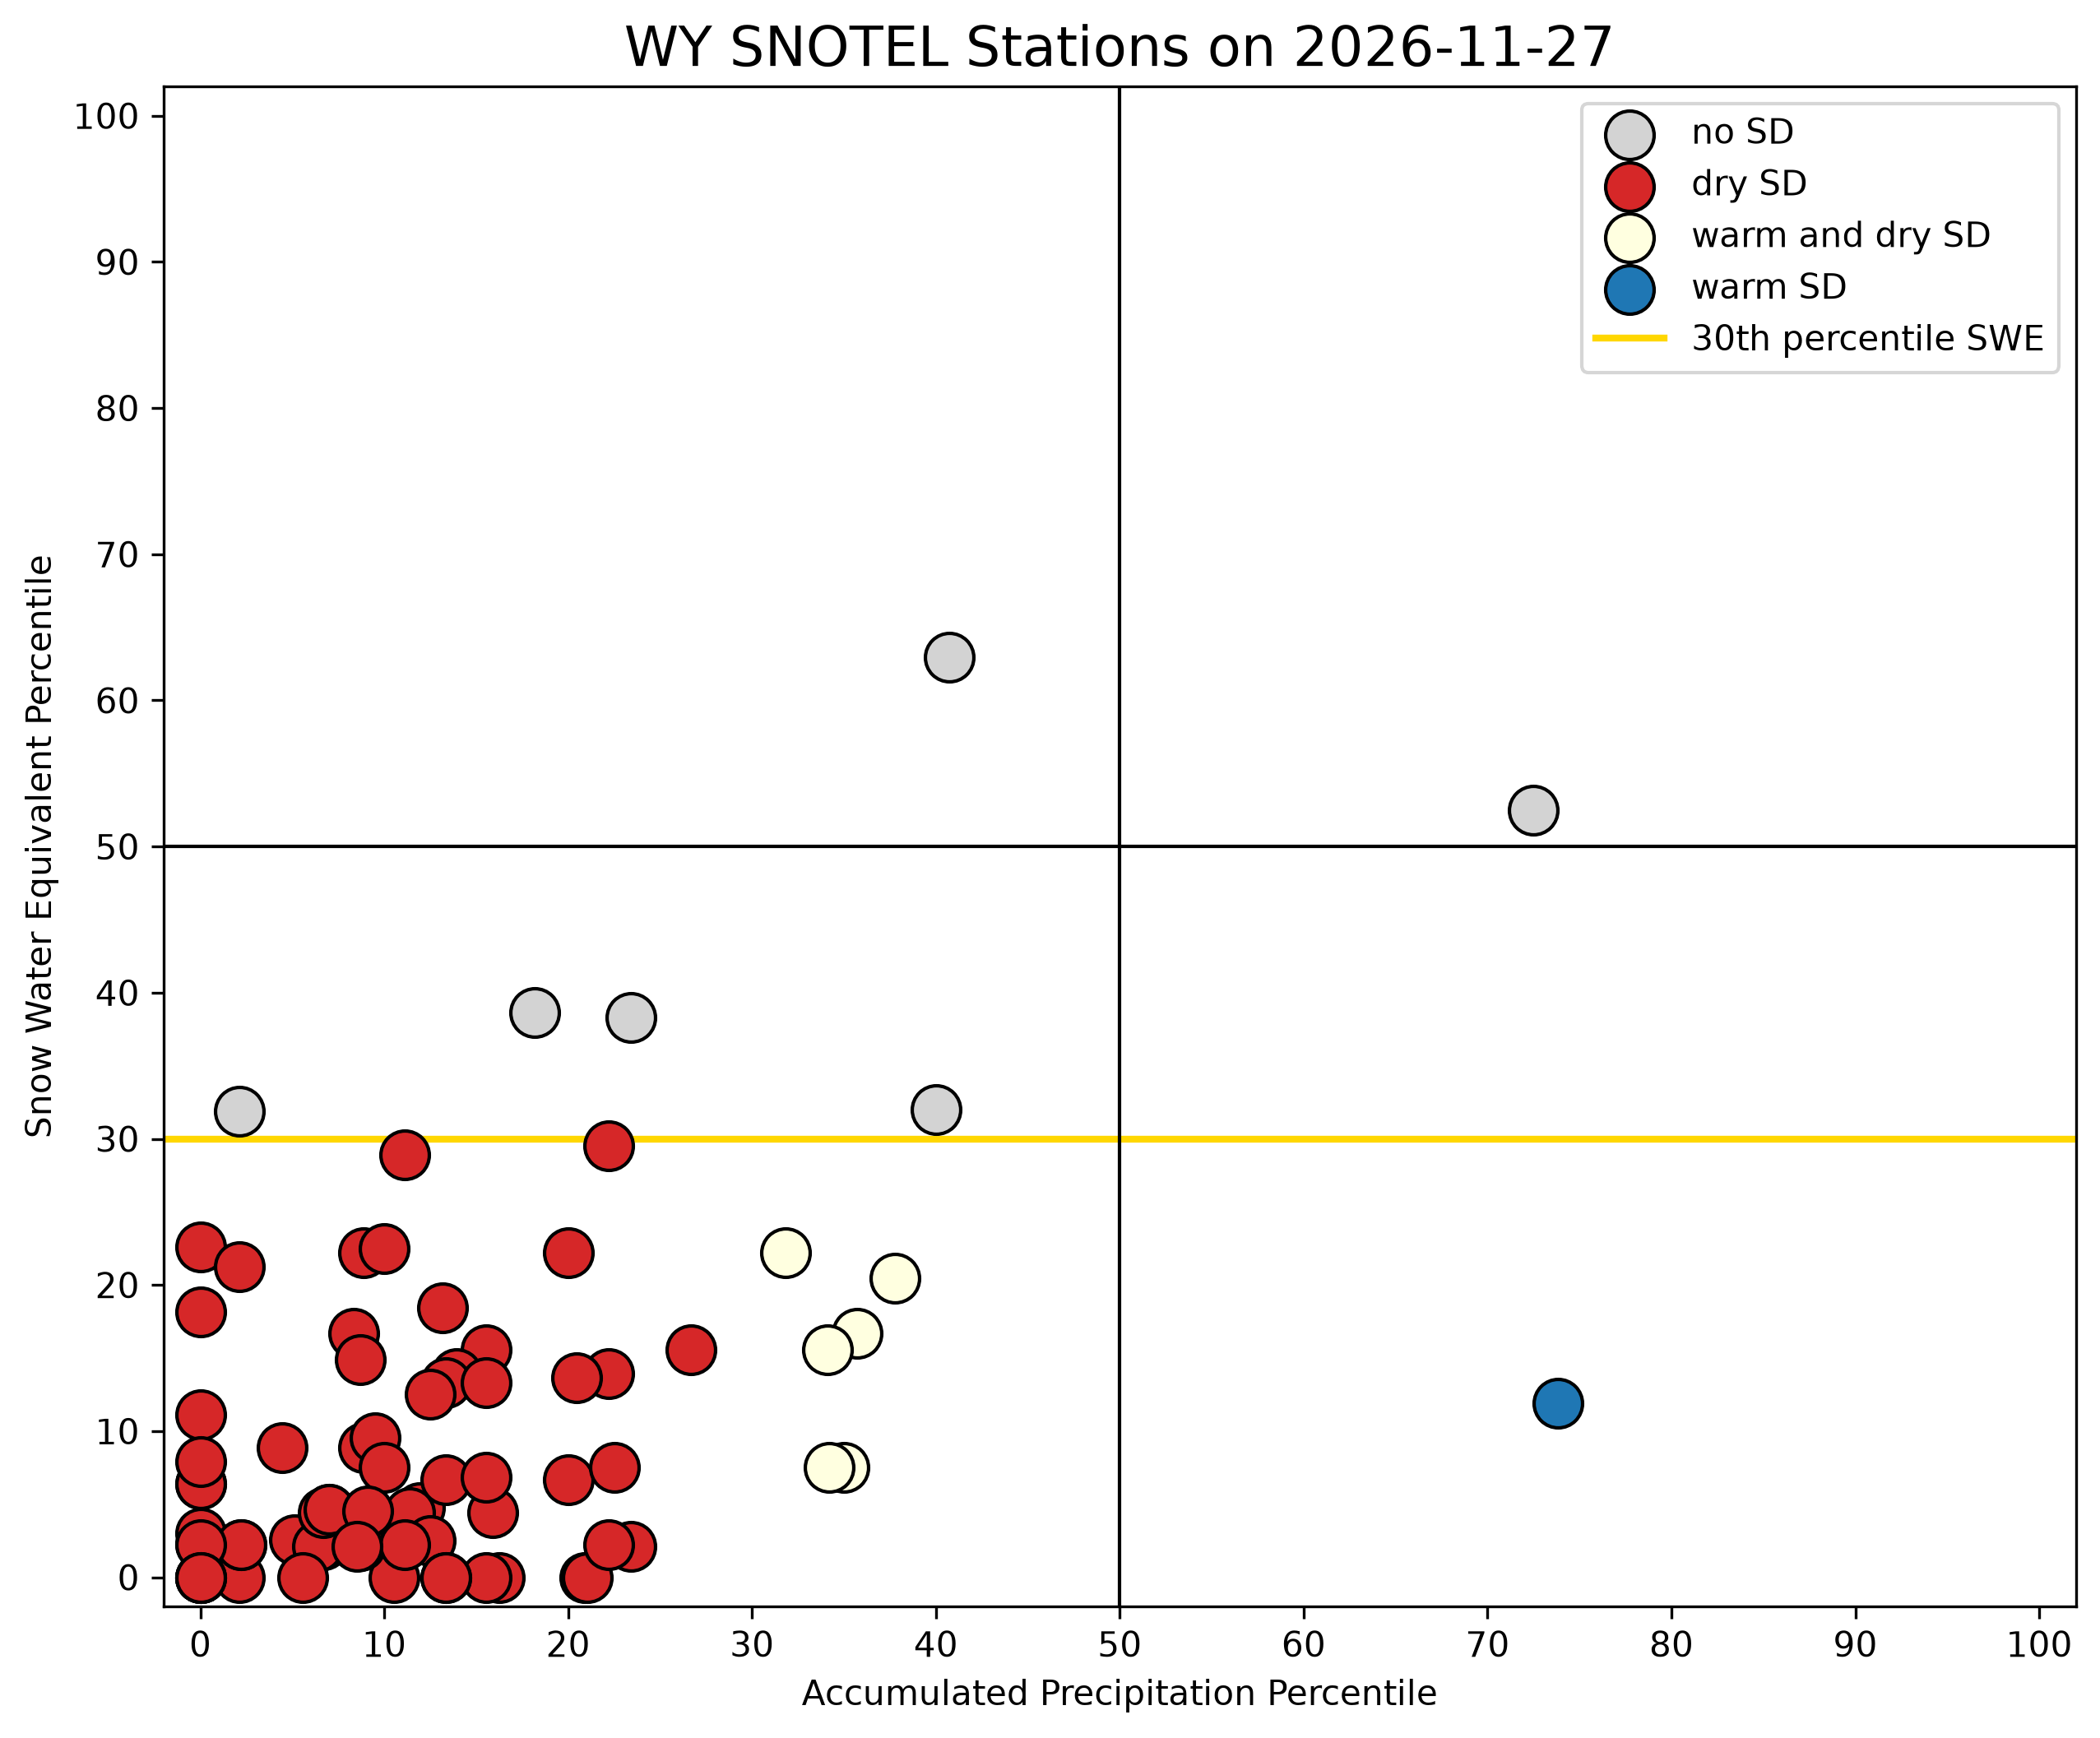 WY SNOTEL Stations on 2026-11-27
no SD
dry SD
warm and dry SD
warm SD
30th percentile SWE
Snow Water Equivalent Percentile
100
90
80
70
60
50
40
30
20
10
0
0 10 20 30 40 50 60 70 80 90 100
Accumulated Precipitation Percentile